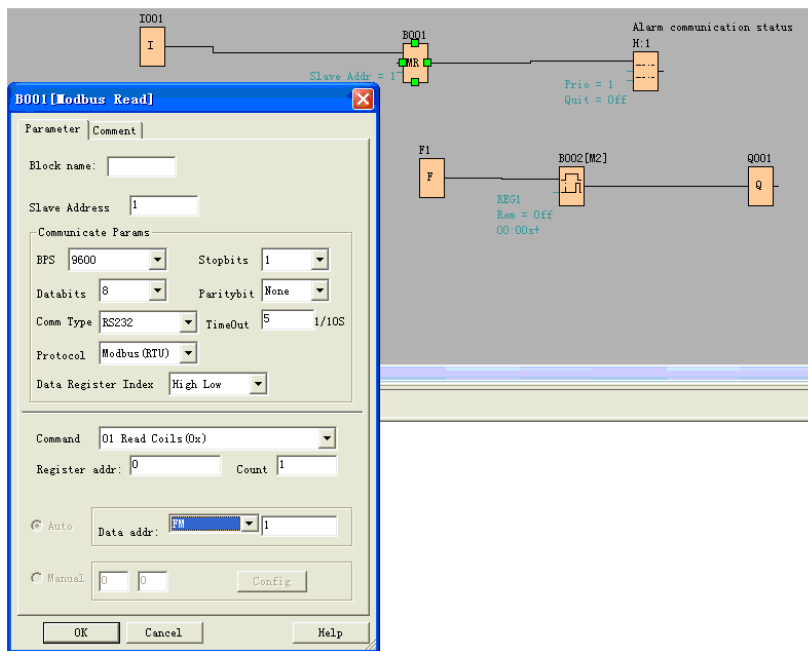 I001
I
B001
MR
Slave Addr = 1
Alarm communication status
H:1
Prio = 1
Quit = Off
F1
F
B002[M2]
REG1
Rem = Off
00:00s+
Q001
Q
B001[Modbus Read]
Parameter
Comment
Block name:
Slave Address 1
Communicate Params
BPS 9600 Stopbits 1
Databits 8 Paritybit None
Comm Type RS232 TimeOut 5 1/10S
Protocol Modbus(RTU)
Data Register Index High Low
Command 01 Read Coils(0x)
Register addr: 0 Count 1
Auto Data addr: FM 1
Manual 0 0 Config
OK Cancel Help